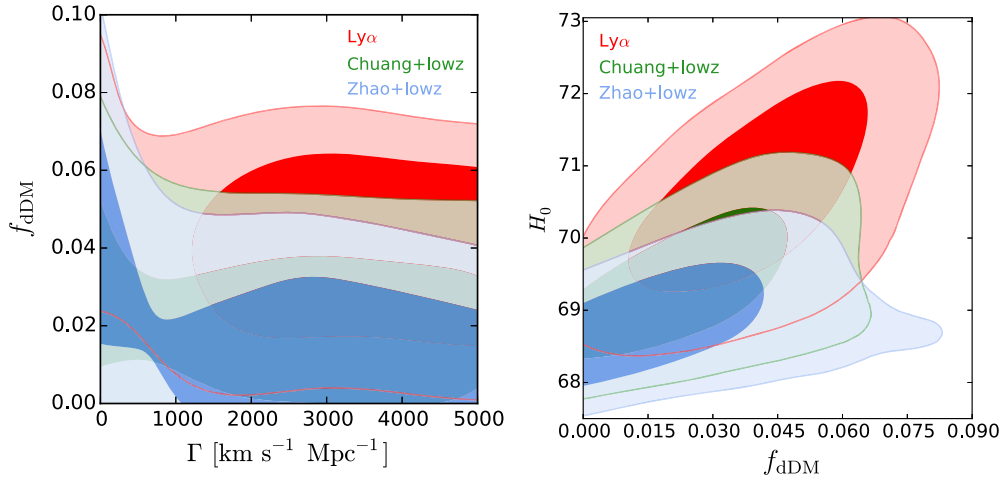 0.10
0.08
0.06
0.04
0.02
0.00
f_dDM
0 1000 2000 3000 4000 5000
Γ [km s⁻¹ Mpc⁻¹]
Lyα
Chuang+lowz
Zhao+lowz
73
72
71
70
69
68
H₀
0.000 0.015 0.030 0.045 0.060 0.075 0.090
f_dDM
Lyα
Chuang+lowz
Zhao+lowz